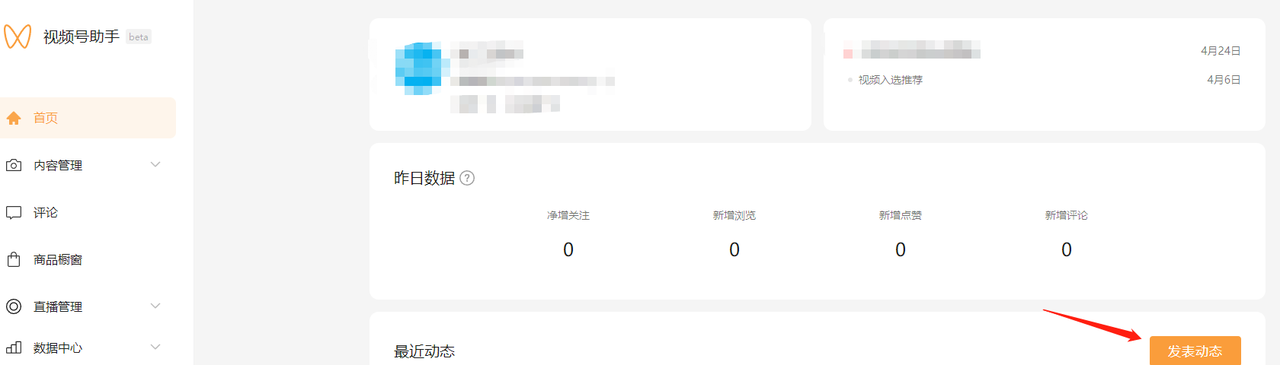 视频号助手 beta
首页
内容管理
评论
商品橱窗
直播管理
数据中心
4月24日
视频入选推荐 4月6日
昨日数据 ?
净增关注 新增浏览 新增点赞 新增评论
0 0 0 0
最近动态 发表动态